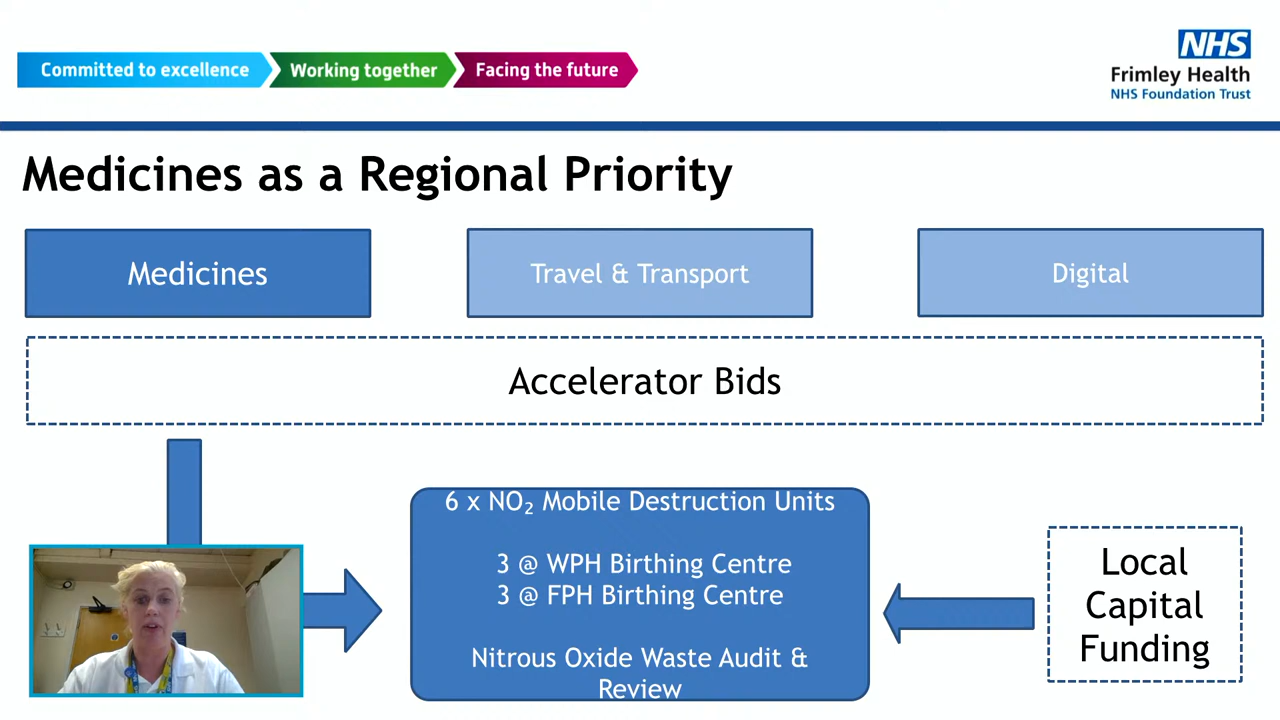 Committed to excellence
Working together
Facing the future
NHS
Frimley Health
NHS Foundation Trust
Medicines as a Regional Priority
Medicines
Travel & Transport
Digital
Accelerator Bids
6 x NO₂ Mobile Destruction Units
3 @ WPH Birthing Centre
3 @ FPH Birthing Centre
Nitrous Oxide Waste Audit &
Review
Local
Capital
Funding